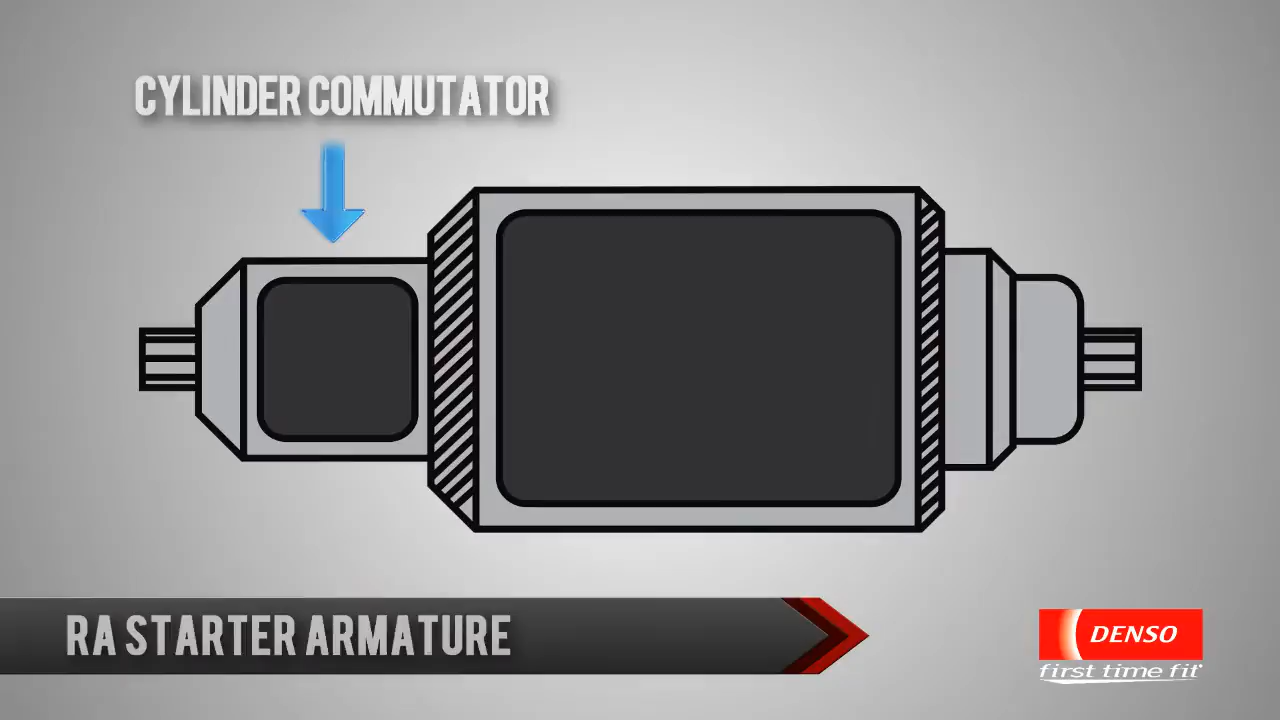 CYLINDER COMMUTATOR
RA STARTER ARMATURE
DENSO
first time fit